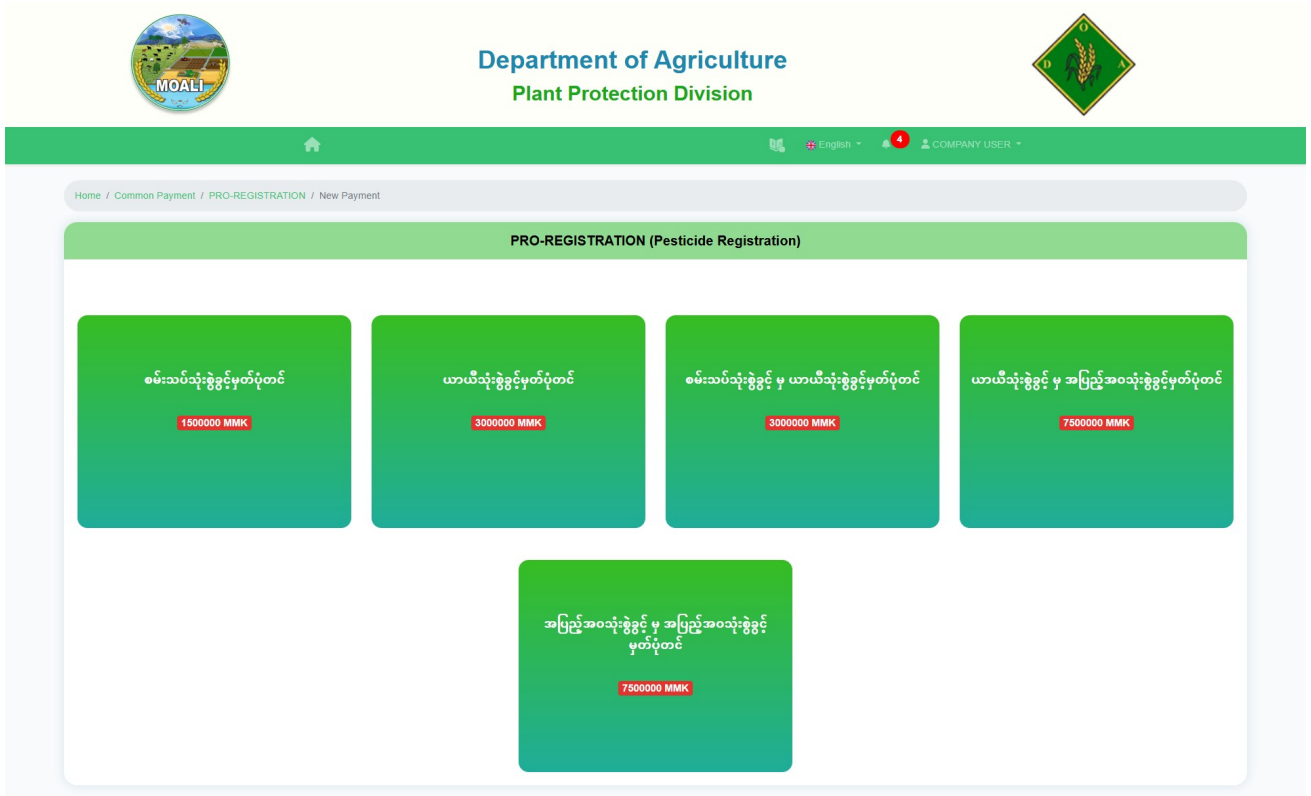 MOALI
Department of Agriculture
Plant Protection Division
D O A
English
4
COMPANY USER
Home / Common Payment / PRO-REGISTRATION / New Payment
PRO-REGISTRATION (Pesticide Registration)
စမ်းသပ်သုံးစွဲခွင့်မှတ်ပုံတင်
1500000 MMK
ယာယီသုံးစွဲခွင့်မှတ်ပုံတင်
3000000 MMK
စမ်းသပ်သုံးစွဲခွင့် မှ ယာယီသုံးစွဲခွင့်မှတ်ပုံတင်
3000000 MMK
ယာယီသုံးစွဲခွင့် မှ အပြည့်အဝသုံးစွဲခွင့်မှတ်ပုံတင်
7500000 MMK
အပြည့်အဝသုံးစွဲခွင့် မှ အပြည့်အဝသုံးစွဲခွင့်
မှတ်ပုံတင်
7500000 MMK